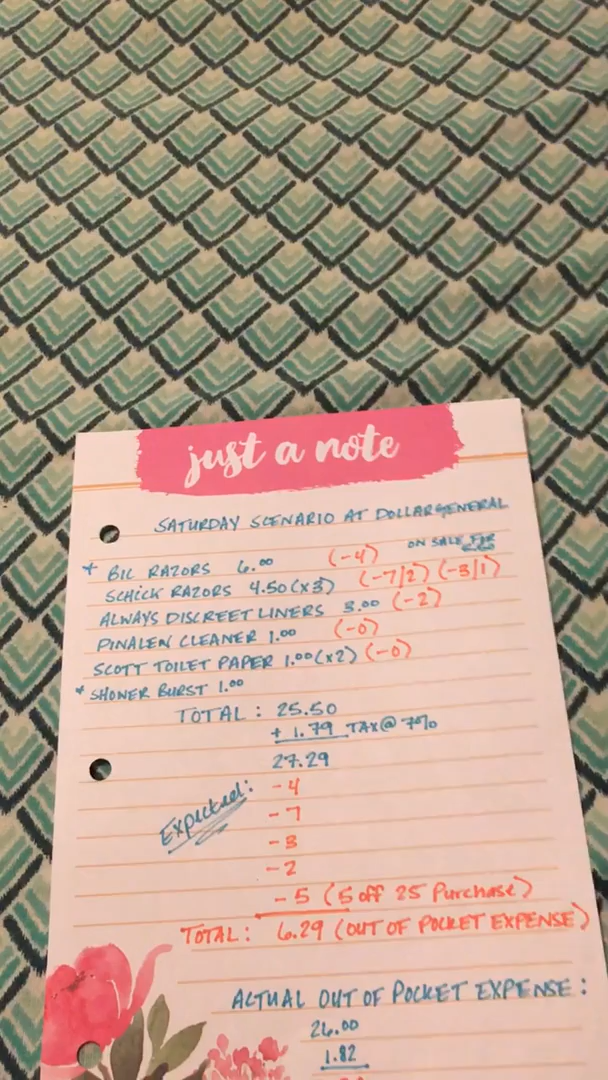 just a note
SATURDAY SCENARIO AT DOLLAR GENERAL
* BIC RAZORS 6.00 (-4) ON SALE FOR
SCHICK RAZORS 4.50 (x3) (-7/2) (-3/1)
ALWAYS DISCREET LINERS 3.00 (-2)
PINALEN CLEANER 1.00 (-0)
SCOTT TOILET PAPER 1.00 (x2) (-0)
* SHOWER BURST 1.00
TOTAL: 25.50
+ 1.79 TAX @ 7%
27.29
Expected: -4
-7
-3
-2
-5 (5 off 25 Purchase)
TOTAL: 6.29 (OUT OF POCKET EXPENSE)
ACTUAL OUT OF POCKET EXPENSE:
26.00
1.82